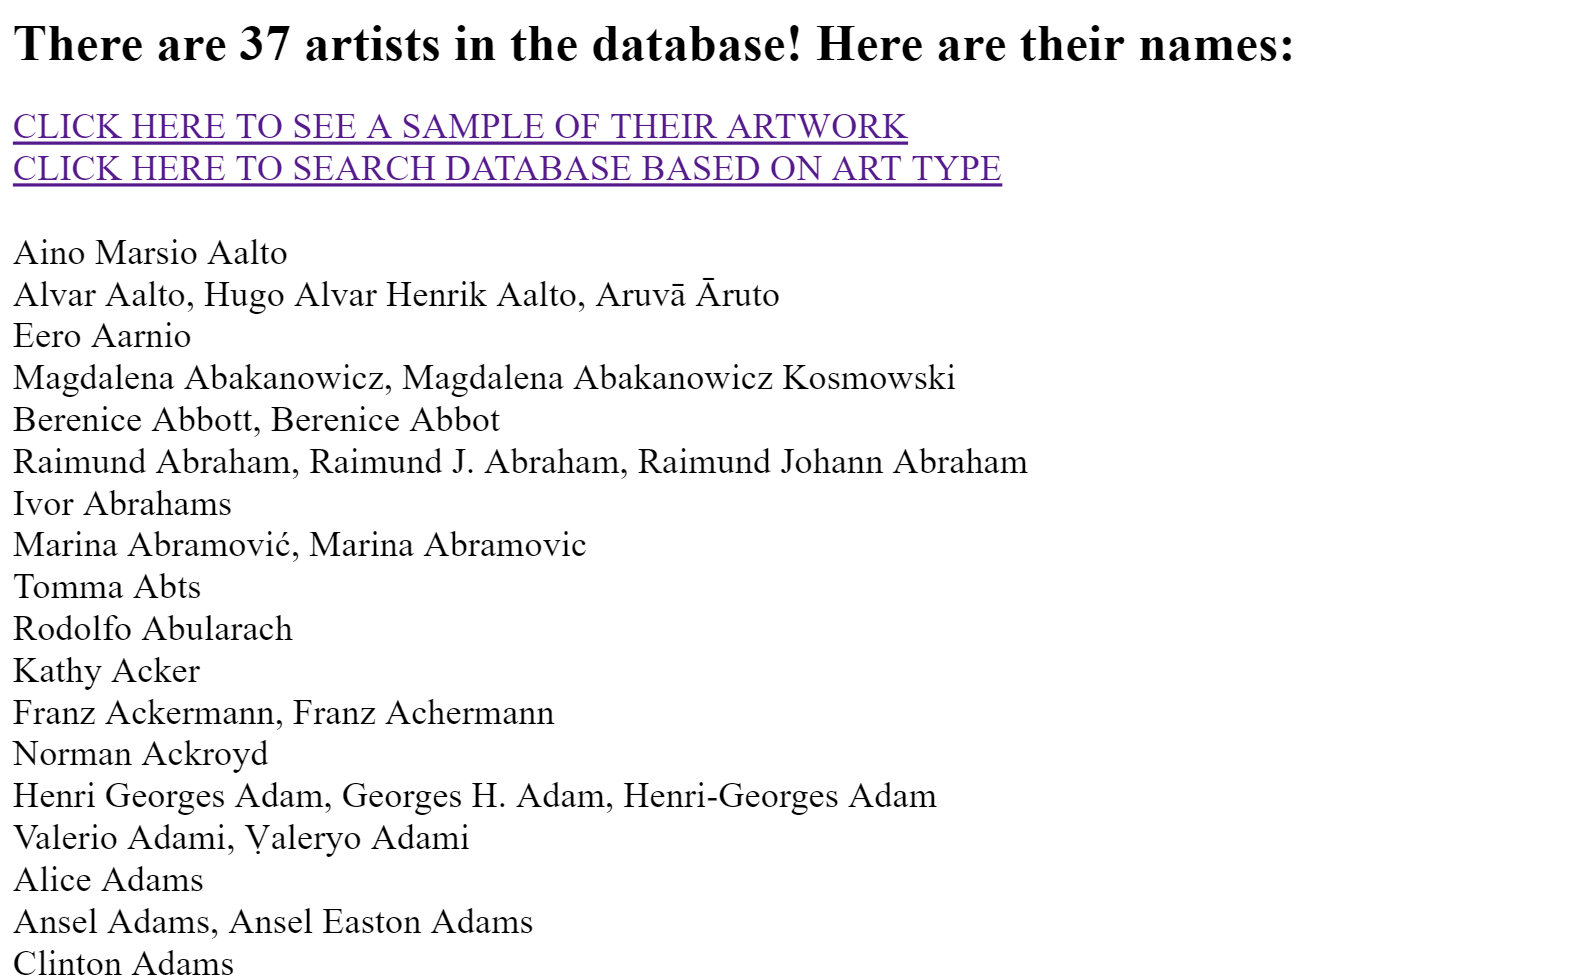 There are 37 artists in the database! Here are their names:
CLICK HERE TO SEE A SAMPLE OF THEIR ARTWORK
CLICK HERE TO SEARCH DATABASE BASED ON ART TYPE
Aino Marsio Aalto
Alvar Aalto, Hugo Alvar Henrik Aalto, Aruvā Āruto
Eero Aarnio
Magdalena Abakanowicz, Magdalena Abakanowicz Kosmowski
Berenice Abbott, Berenice Abbot
Raimund Abraham, Raimund J. Abraham, Raimund Johann Abraham
Ivor Abrahams
Marina Abramović, Marina Abramovic
Tomma Abts
Rodolfo Abularach
Kathy Acker
Franz Ackermann, Franz Achermann
Norman Ackroyd
Henri Georges Adam, Georges H. Adam, Henri-Georges Adam
Valerio Adami, Ṿaleryo Adami
Alice Adams
Ansel Adams, Ansel Easton Adams
Clinton Adams